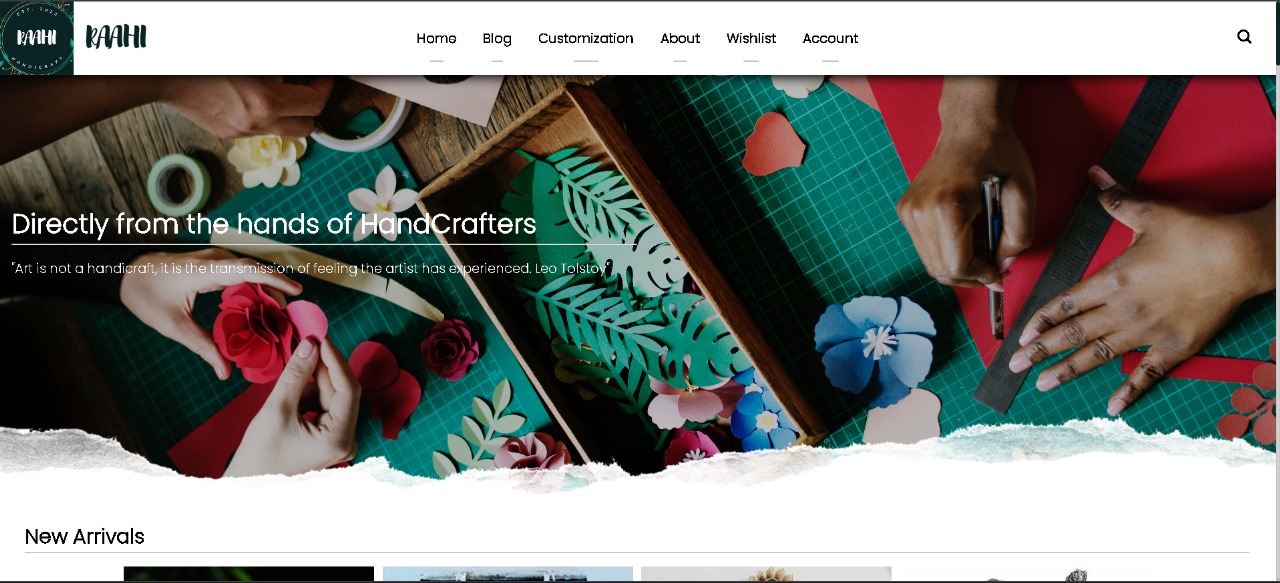 EST. 2022
RAAHI
HANDICRAFT
RAAHI
Home Blog Customization About Wishlist Account
Directly from the hands of HandCrafters
"Art is not a handicraft, it is the transmission of feeling the artist has experienced. Leo Tolstoy"
New Arrivals